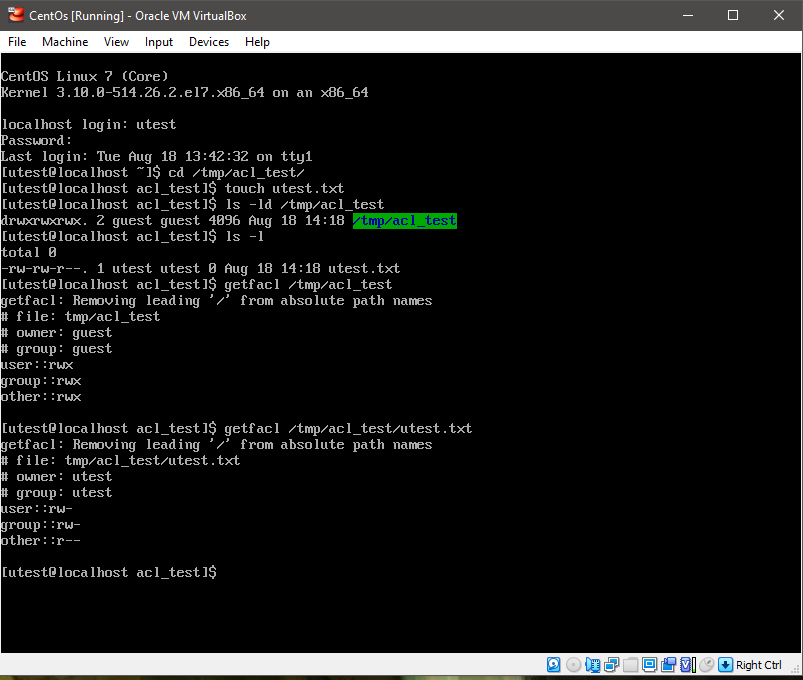 CentOs [Running] - Oracle VM VirtualBox
File Machine View Input Devices Help
CentOS Linux 7 (Core)
Kernel 3.10.0-514.26.2.el7.x86_64 on an x86_64
localhost login: utest
Password:
Last login: Tue Aug 18 13:42:32 on tty1
[utest@localhost ~]$ cd /tmp/acl_test/
[utest@localhost acl_test]$ touch utest.txt
[utest@localhost acl_test]$ ls -ld /tmp/acl_test
drwxrwxrwx. 2 guest guest 4096 Aug 18 14:18 /tmp/acl_test
[utest@localhost acl_test]$ ls -l
total 0
-rw-rw-r--. 1 utest utest 0 Aug 18 14:18 utest.txt
[utest@localhost acl_test]$ getfacl /tmp/acl_test
getfacl: Removing leading '/' from absolute path names
# file: tmp/acl_test
# owner: guest
# group: guest
user::rwx
group::rwx
other::rwx
[utest@localhost acl_test]$ getfacl /tmp/acl_test/utest.txt
getfacl: Removing leading '/' from absolute path names
# file: tmp/acl_test/utest.txt
# owner: utest
# group: utest
user::rw-
group::rw-
other::r--
[utest@localhost acl_test]$
Right Ctrl